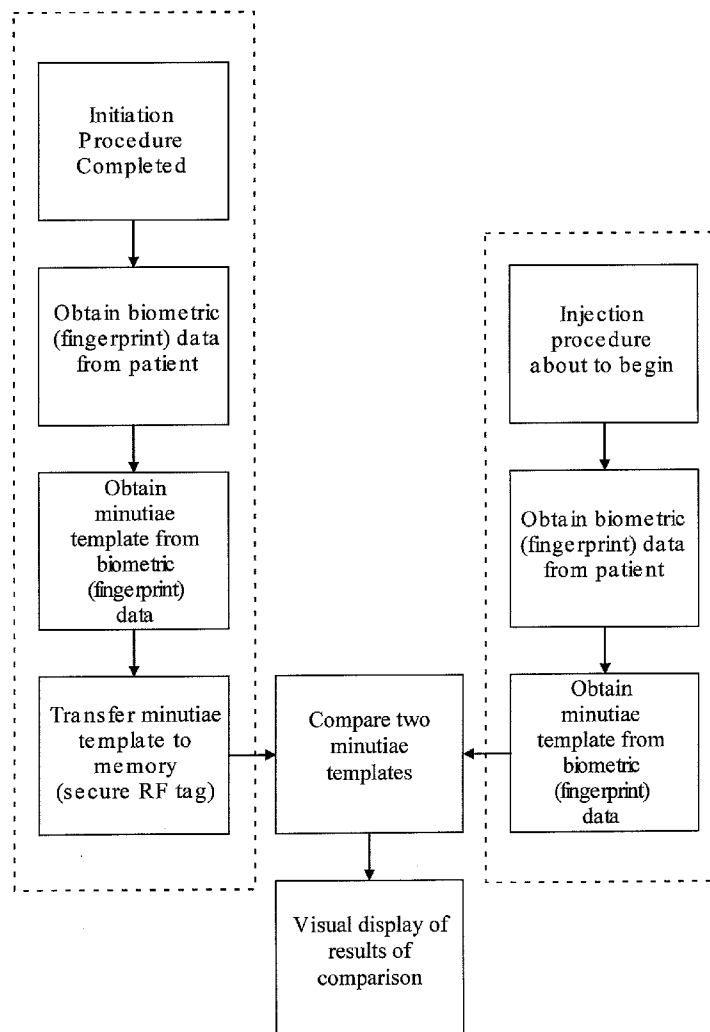 Initiation
Procedure
Completed
Obtain biometric
(fingerprint) data
from patient
Obtain
minutiae
template from
biometric
(fingerprint)
data
Transfer minutiae
template to
memory
(secure RF tag)
Injection
procedure
about to begin
Obtain biometric
(fingerprint) data
from patient
Obtain
minutiae
template from
biometric
(fingerprint)
data
Compare two
minutiae
templates
Visual display of
results of
comparison